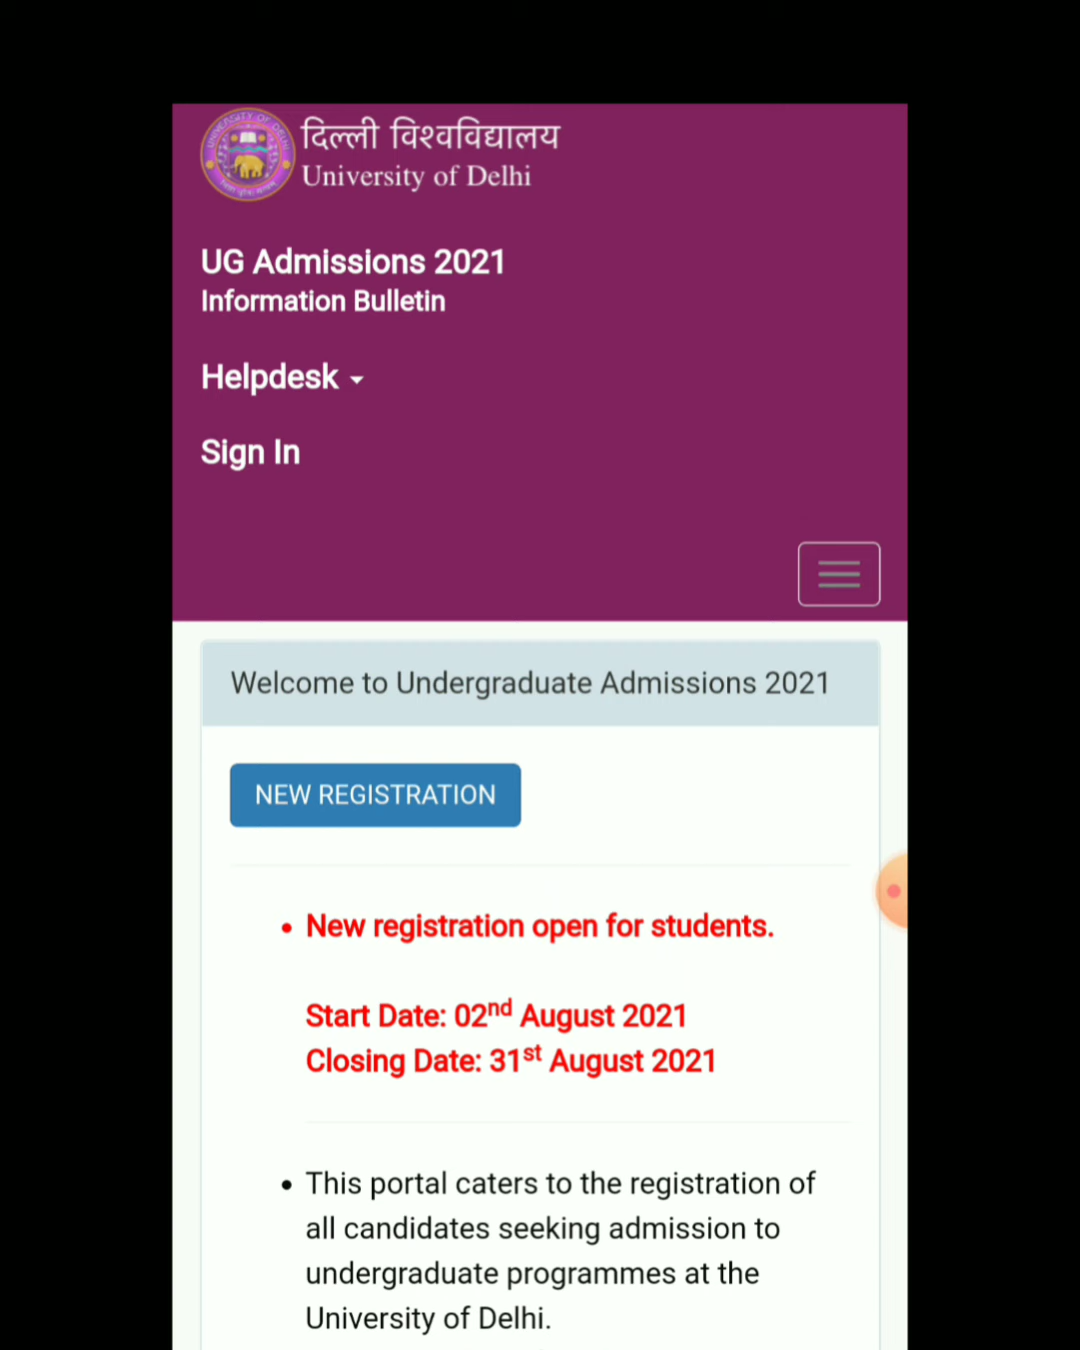 दिल्ली विश्वविद्यालय
University of Delhi
UG Admissions 2021
Information Bulletin
Helpdesk
Sign In
Welcome to Undergraduate Admissions 2021
NEW REGISTRATION
• New registration open for students.
Start Date: 02nd August 2021
Closing Date: 31st August 2021
• This portal caters to the registration of
all candidates seeking admission to
undergraduate programmes at the
University of Delhi.